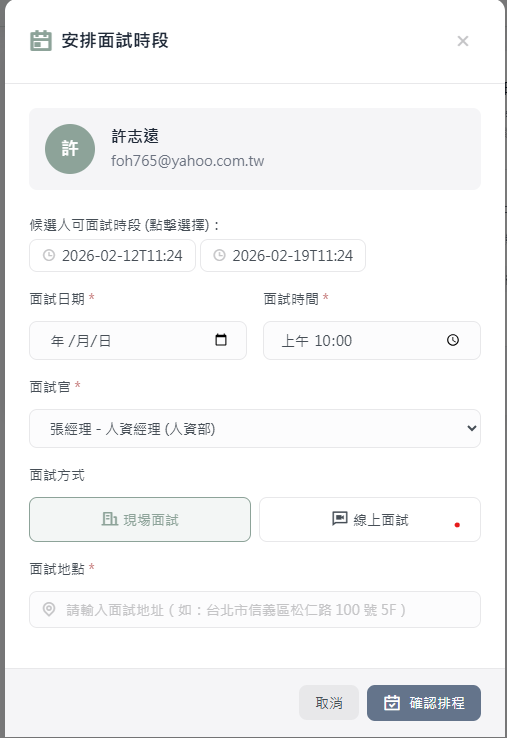 安排面試時段
許
許志遠
foh765@yahoo.com.tw
候選人可面試時段 (點擊選擇)：
2026-02-12T11:24 2026-02-19T11:24
面試日期 * 面試時間 *
年 /月/日 上午 10:00
面試官 *
張經理 - 人資經理 (人資部)
面試方式
現場面試 線上面試
面試地點 *
請輸入面試地址 ( 如：台北市信義區松仁路 100 號 5F )
取消 確認排程